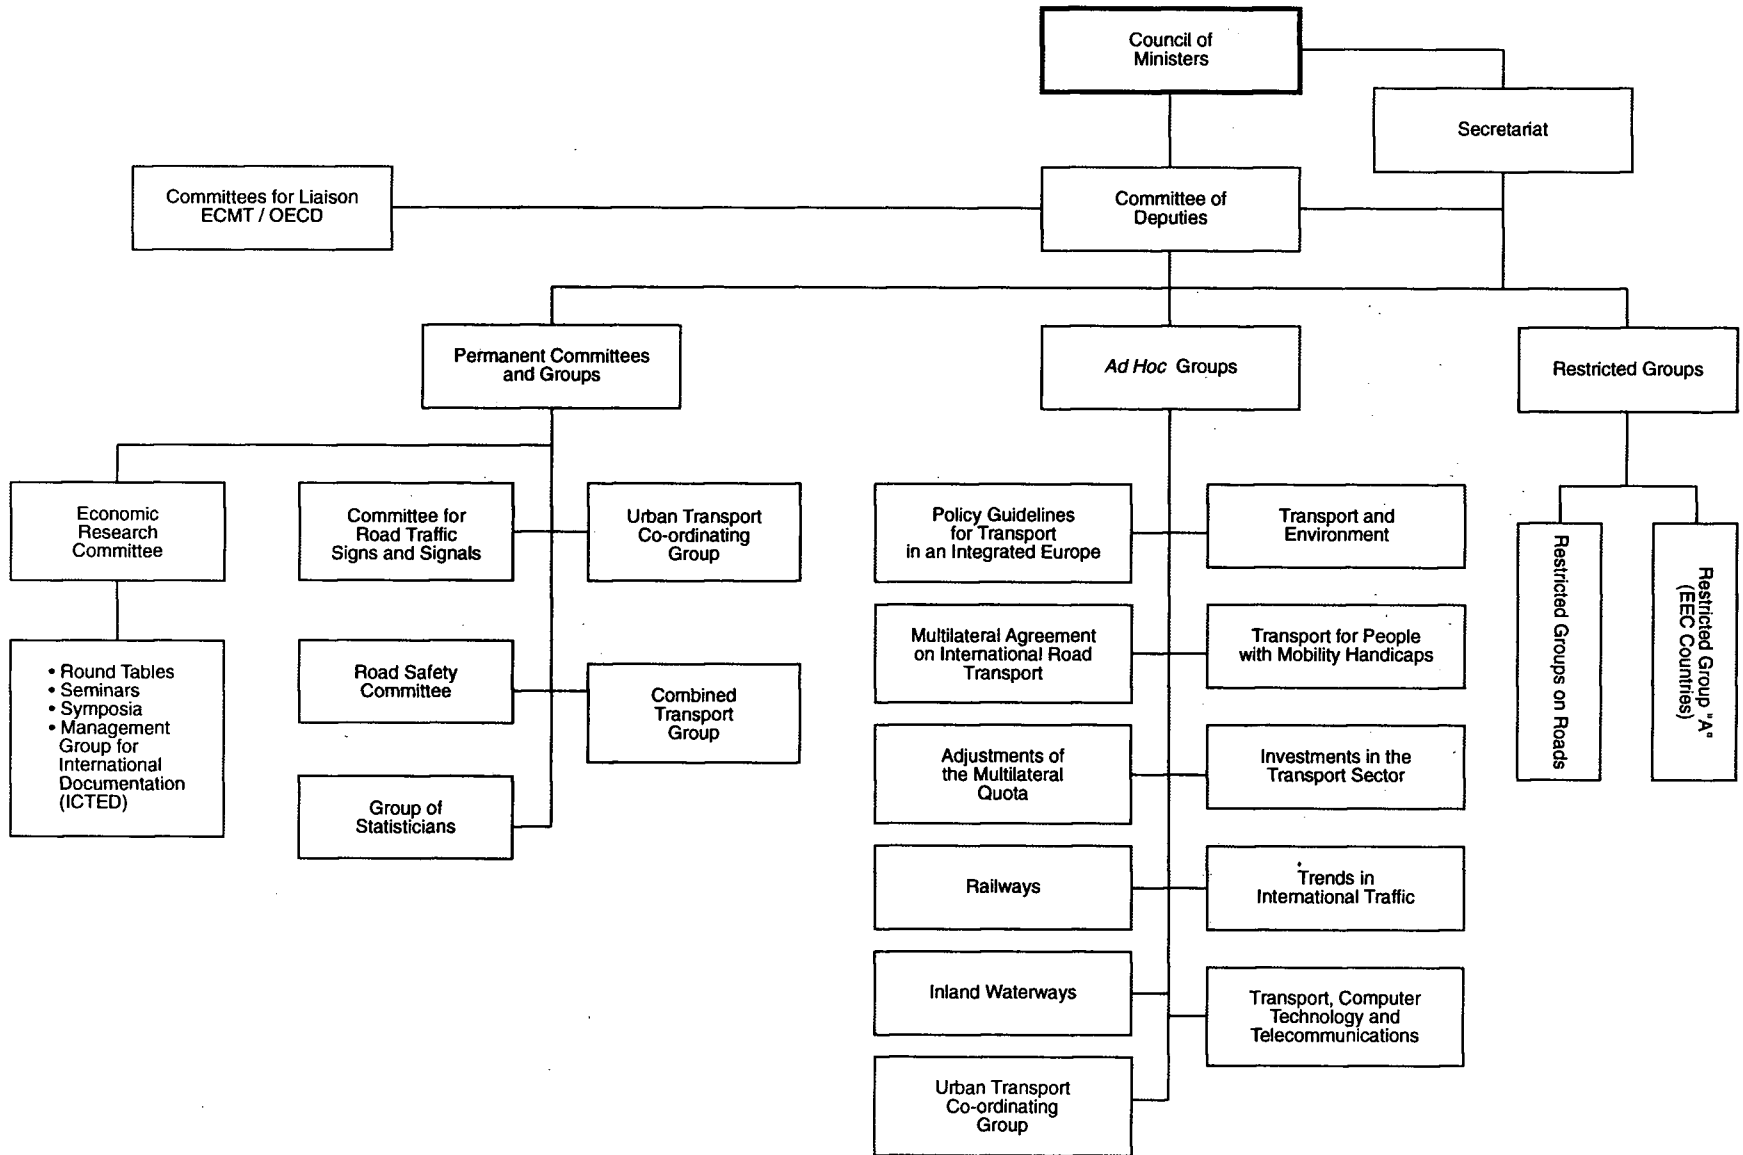 Council of
Ministers
Secretariat
Committees for Liaison
ECMT / OECD
Committee of
Deputies
Permanent Committees
and Groups
Ad Hoc Groups
Restricted Groups
Economic
Research
Committee
• Round Tables
• Seminars
• Symposia
• Management
Group for
International
Documentation
(ICTED)
Committee for
Road Traffic
Signs and Signals
Urban Transport
Co-ordinating
Group
Road Safety
Committee
Combined
Transport
Group
Group of
Statisticians
Policy Guidelines
for Transport
in an Integrated Europe
Transport and
Environment
Multilateral Agreement
on International Road
Transport
Transport for People
with Mobility Handicaps
Adjustments of
the Multilateral
Quota
Investments in the
Transport Sector
Railways
Trends in
International Traffic
Inland Waterways
Transport, Computer
Technology and
Telecommunications
Urban Transport
Co-ordinating
Group
Restricted Groups on Roads
Restricted Group "A"
(EEC Countries)